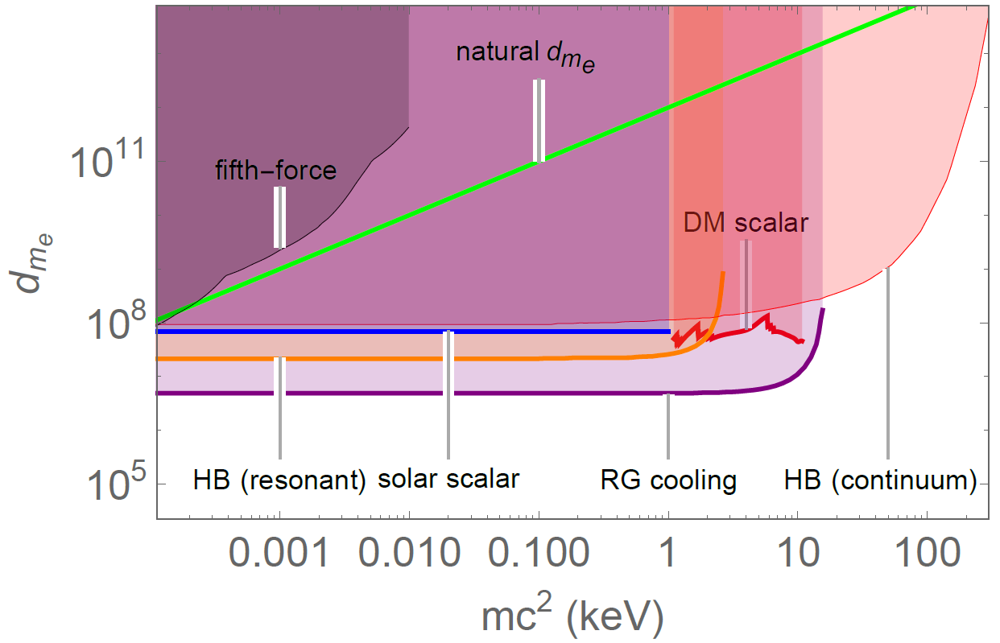 natural d_{m_e}
fifth−force
DM scalar
HB (resonant) solar scalar RG cooling HB (continuum)
d_{m_e}
10^{11}
10^{8}
10^{5}
0.001 0.010 0.100 1 10 100
mc^{2} (keV)